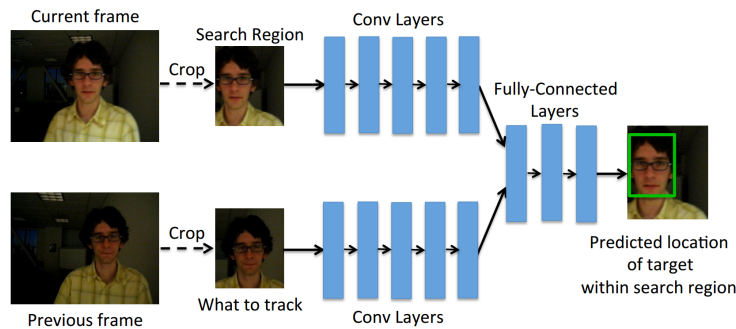 Current frame
Search Region
Crop
Conv Layers
Fully-Connected
Layers
Predicted location
of target
within search region
Crop
What to track
Conv Layers
Previous frame